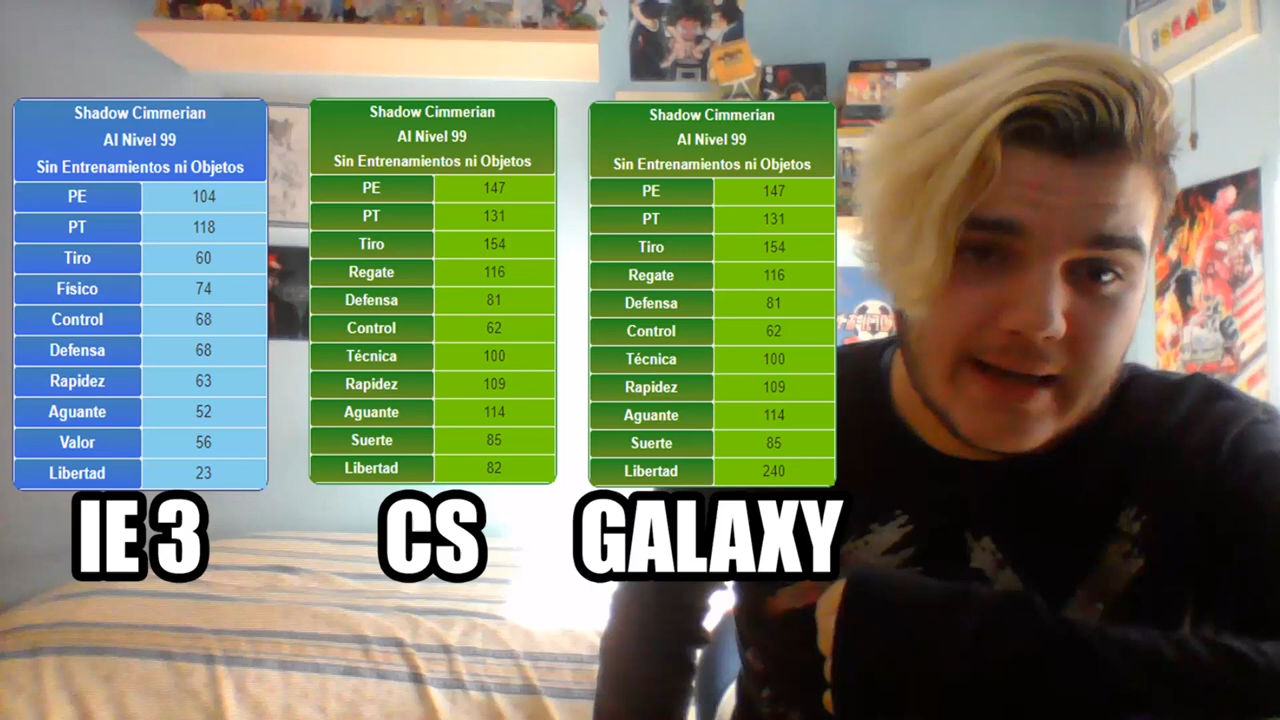 Shadow Cimmerian
Al Nivel 99
Sin Entrenamientos ni Objetos
PE 104
PT 118
Tiro 60
Físico 74
Control 68
Defensa 68
Rapidez 63
Aguante 52
Valor 56
Libertad 23
IE 3
Shadow Cimmerian
Al Nivel 99
Sin Entrenamientos ni Objetos
PE 147
PT 131
Tiro 154
Regate 116
Defensa 81
Control 62
Técnica 100
Rapidez 109
Aguante 114
Suerte 85
Libertad 82
CS
Shadow Cimmerian
Al Nivel 99
Sin Entrenamientos ni Objetos
PE 147
PT 131
Tiro 154
Regate 116
Defensa 81
Control 62
Técnica 100
Rapidez 109
Aguante 114
Suerte 85
Libertad 240
GALAXY